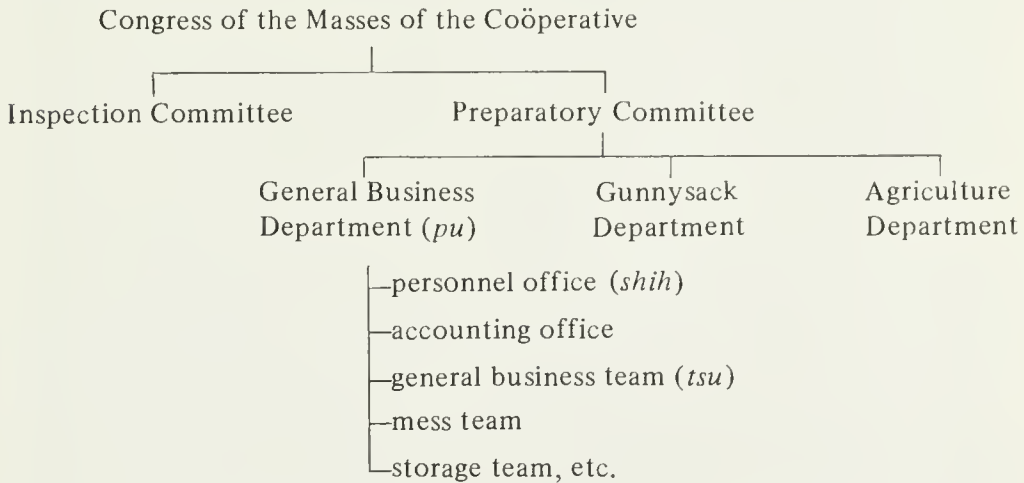 Congress of the Masses of the Coöperative
Inspection Committee
Preparatory Committee
General Business
Department (pu)
Gunnysack
Department
Agriculture
Department
personnel office (shih)
accounting office
general business team (tsu)
mess team
storage team, etc.